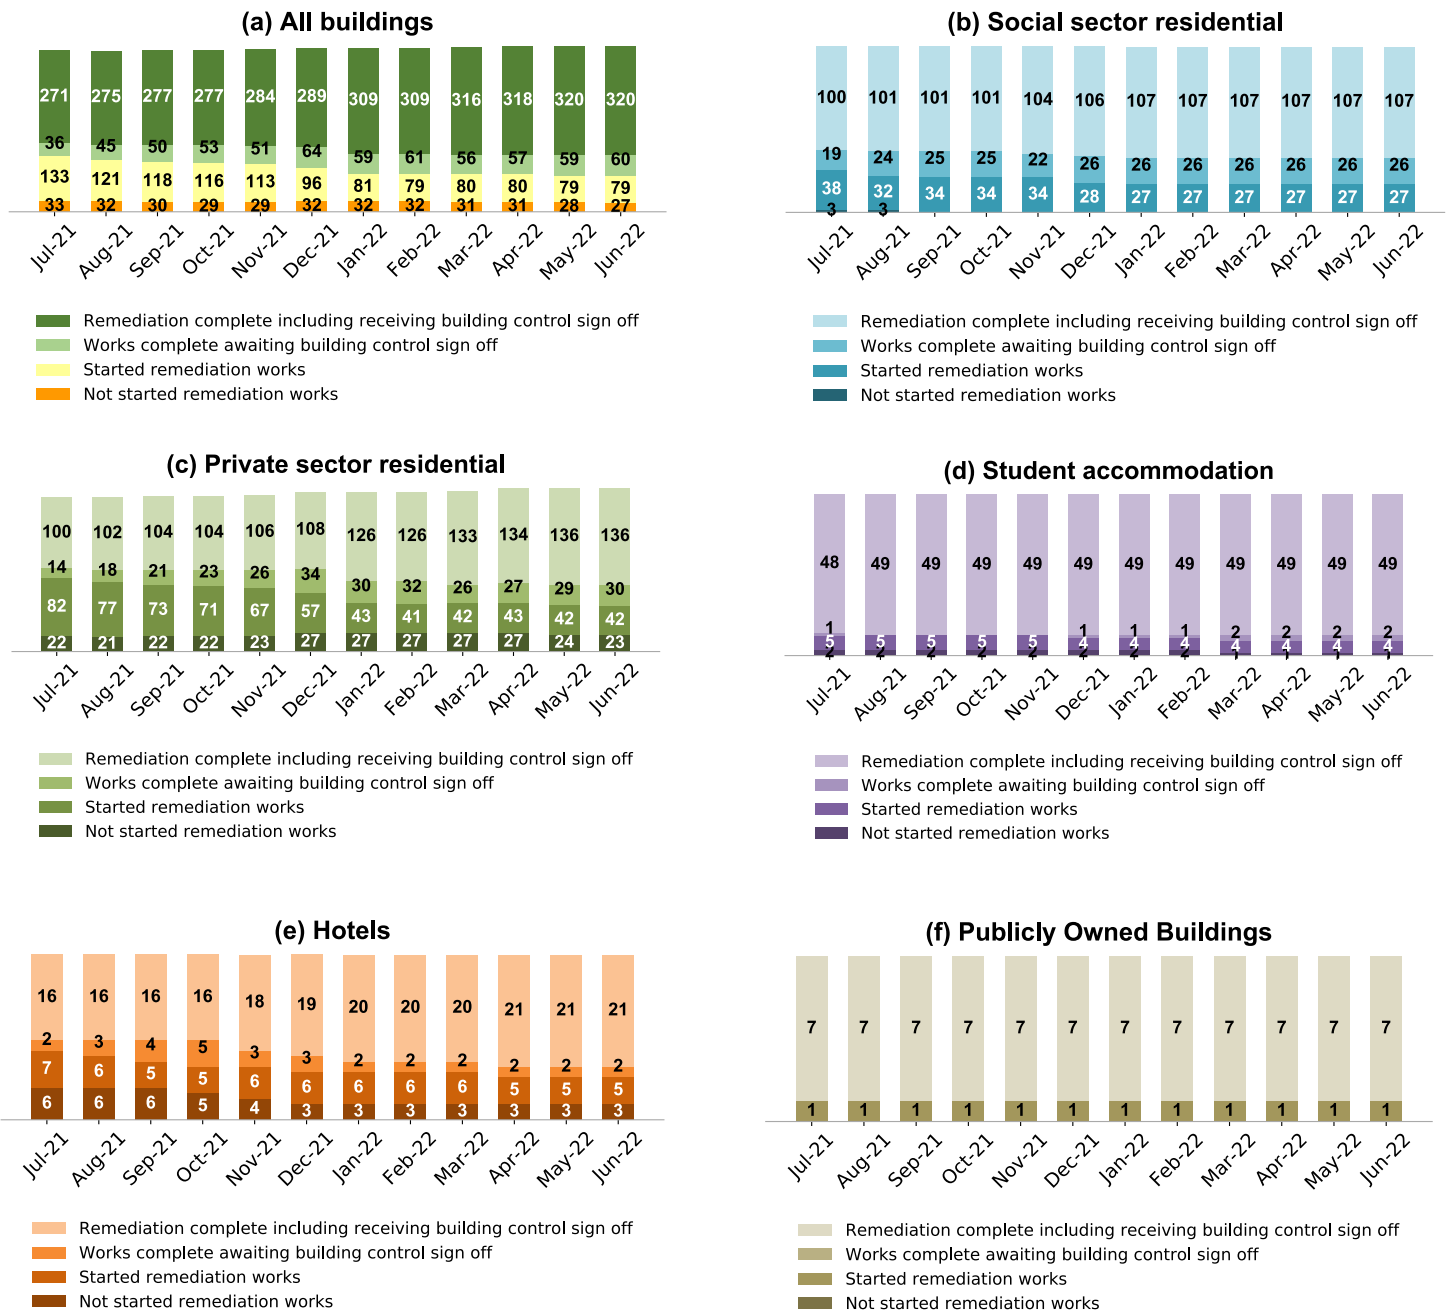 (a) All buildings
271 275 277 277 284 289 309 309 316 318 320 320
36 45 50 53 51 64 59 61 56 57 59 60
133 121 118 116 113 96 81 79 80 80 79 79
33 32 30 29 29 32 32 32 31 31 28 27
Jul-21 Aug-21 Sep-21 Oct-21 Nov-21 Dec-21 Jan-22 Feb-22 Mar-22 Apr-22 May-22 Jun-22
Remediation complete including receiving building control sign off
Works complete awaiting building control sign off
Started remediation works
Not started remediation works
(b) Social sector residential
100 101 101 101 104 106 107 107 107 107 107 107
19 24 25 25 22 26 26 26 26 26 26 26
38 32 34 34 34 28 27 27 27 27 27 27
3 3
Jul-21 Aug-21 Sep-21 Oct-21 Nov-21 Dec-21 Jan-22 Feb-22 Mar-22 Apr-22 May-22 Jun-22
Remediation complete including receiving building control sign off
Works complete awaiting building control sign off
Started remediation works
Not started remediation works
(c) Private sector residential
100 102 104 104 106 108 126 126 133 134 136 136
14 18 21 23 26 34 30 32 26 27 29 30
82 77 73 71 67 57 43 41 42 43 42 42
22 21 22 22 23 27 27 27 27 27 24 23
Jul-21 Aug-21 Sep-21 Oct-21 Nov-21 Dec-21 Jan-22 Feb-22 Mar-22 Apr-22 May-22 Jun-22
Remediation complete including receiving building control sign off
Works complete awaiting building control sign off
Started remediation works
Not started remediation works
(d) Student accommodation
48 49 49 49 49 49 49 49 49 49 49 49
1 1 1 1 2 2 2 2
5 5 5 5 5 4 4 4 4 4 4 4
2 2 2 2 2 2 2 2
Jul-21 Aug-21 Sep-21 Oct-21 Nov-21 Dec-21 Jan-22 Feb-22 Mar-22 Apr-22 May-22 Jun-22
Remediation complete including receiving building control sign off
Works complete awaiting building control sign off
Started remediation works
Not started remediation works
(e) Hotels
16 16 16 16 18 19 20 20 20 21 21 21
2 3 4 5 3 3 2 2 2 2 2 2
7 6 5 5 6 6 6 6 6 5 5 5
6 6 6 5 4 3 3 3 3 3 3 3
Jul-21 Aug-21 Sep-21 Oct-21 Nov-21 Dec-21 Jan-22 Feb-22 Mar-22 Apr-22 May-22 Jun-22
Remediation complete including receiving building control sign off
Works complete awaiting building control sign off
Started remediation works
Not started remediation works
(f) Publicly Owned Buildings
7 7 7 7 7 7 7 7 7 7 7 7
1 1 1 1 1 1 1 1 1 1 1 1
Jul-21 Aug-21 Sep-21 Oct-21 Nov-21 Dec-21 Jan-22 Feb-22 Mar-22 Apr-22 May-22 Jun-22
Remediation complete including receiving building control sign off
Works complete awaiting building control sign off
Started remediation works
Not started remediation works